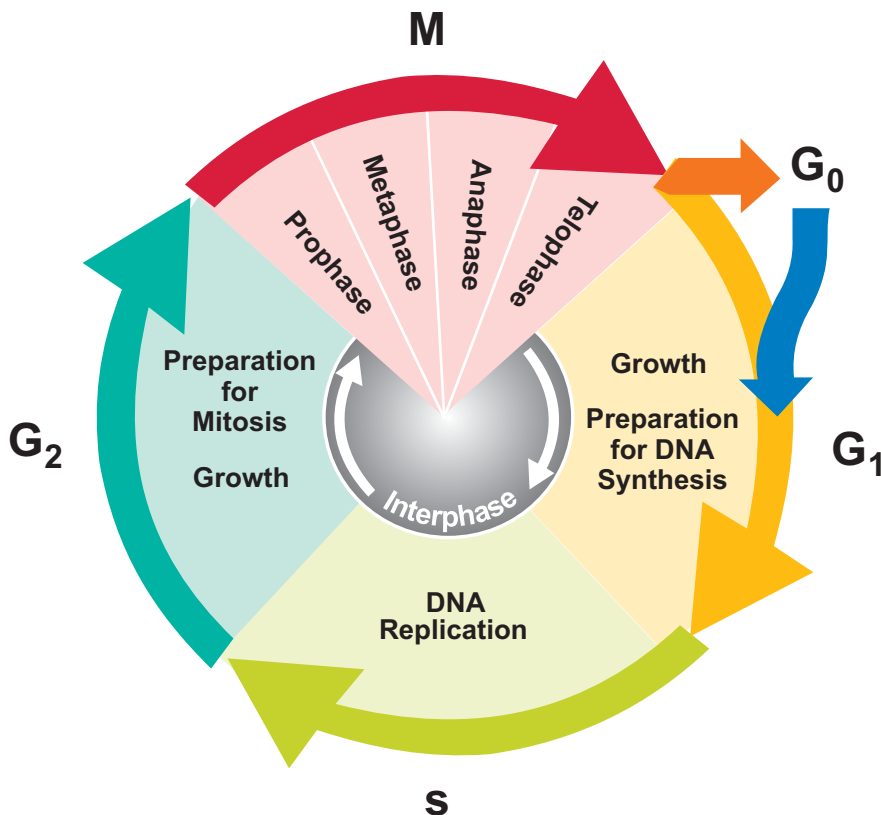 M
G₀
Prophase
Metaphase
Anaphase
Telophase
Preparation
for
Mitosis
Growth
Growth
Preparation
for DNA
Synthesis
G₂
G₁
Interphase
DNA
Replication
s